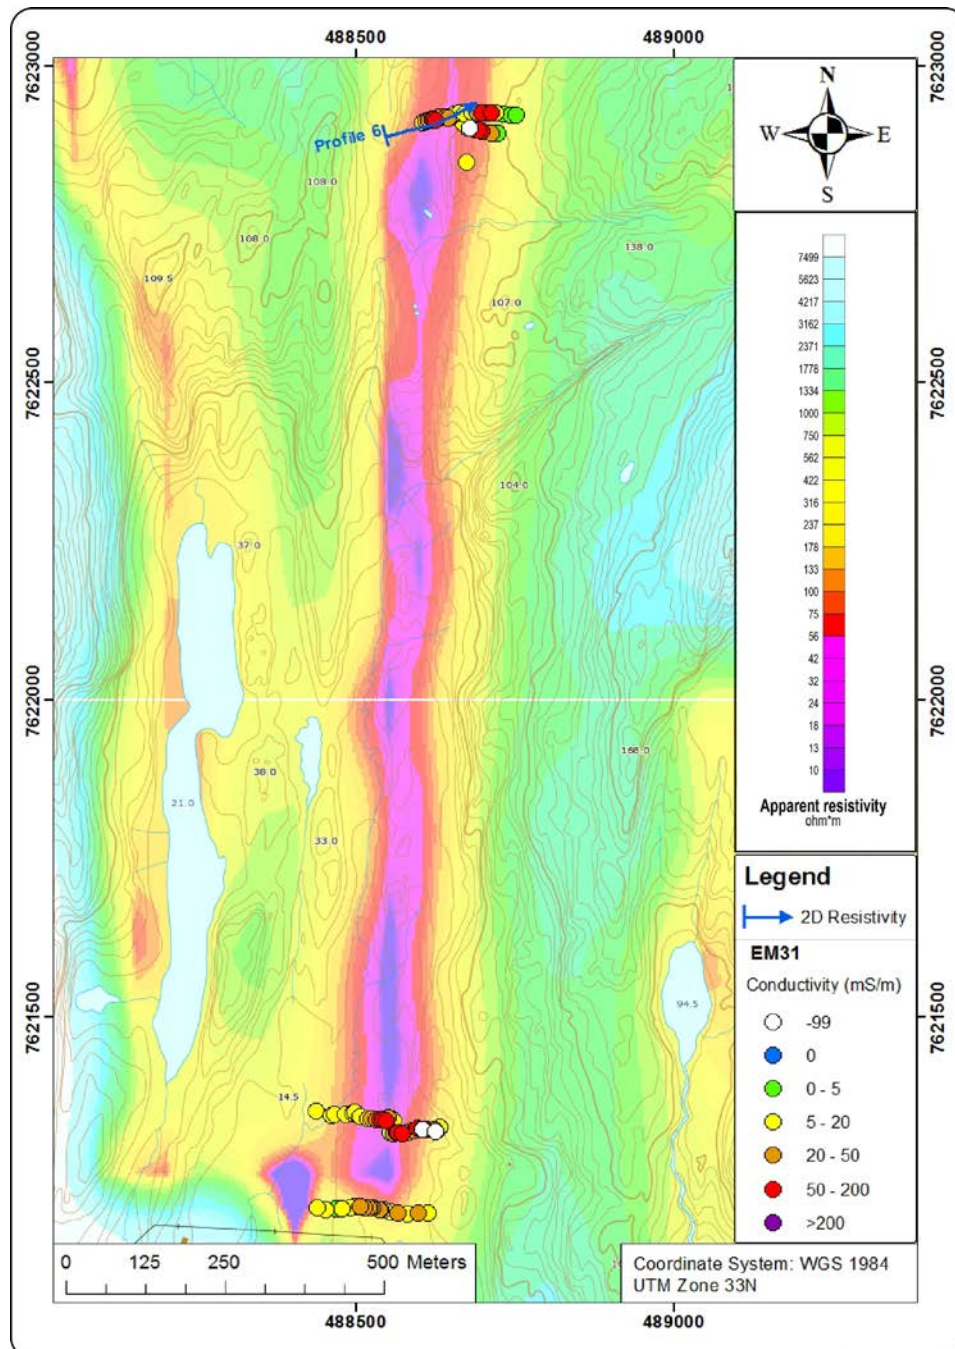 488500
489000
7623000
7623000
N
W
E
S
Profile 6
108.0
108.0
138.0
109.5
107.0
7499
5623
4217
3162
2371
1778
1334
1000
750
562
422
316
237
178
133
100
75
56
42
32
24
18
13
10
Apparent resistivity
ohm*m
7622500
7622500
104.0
37.0
7622000
7622000
168.0
38.0
21.0
33.0
Legend
2D Resistivity
EM31
Conductivity (mS/m)
-99
0
0 - 5
5 - 20
20 - 50
50 - 200
>200
7621500
7621500
94.5
14.5
0 125 250 500 Meters
Coordinate System: WGS 1984
UTM Zone 33N
488500
489000